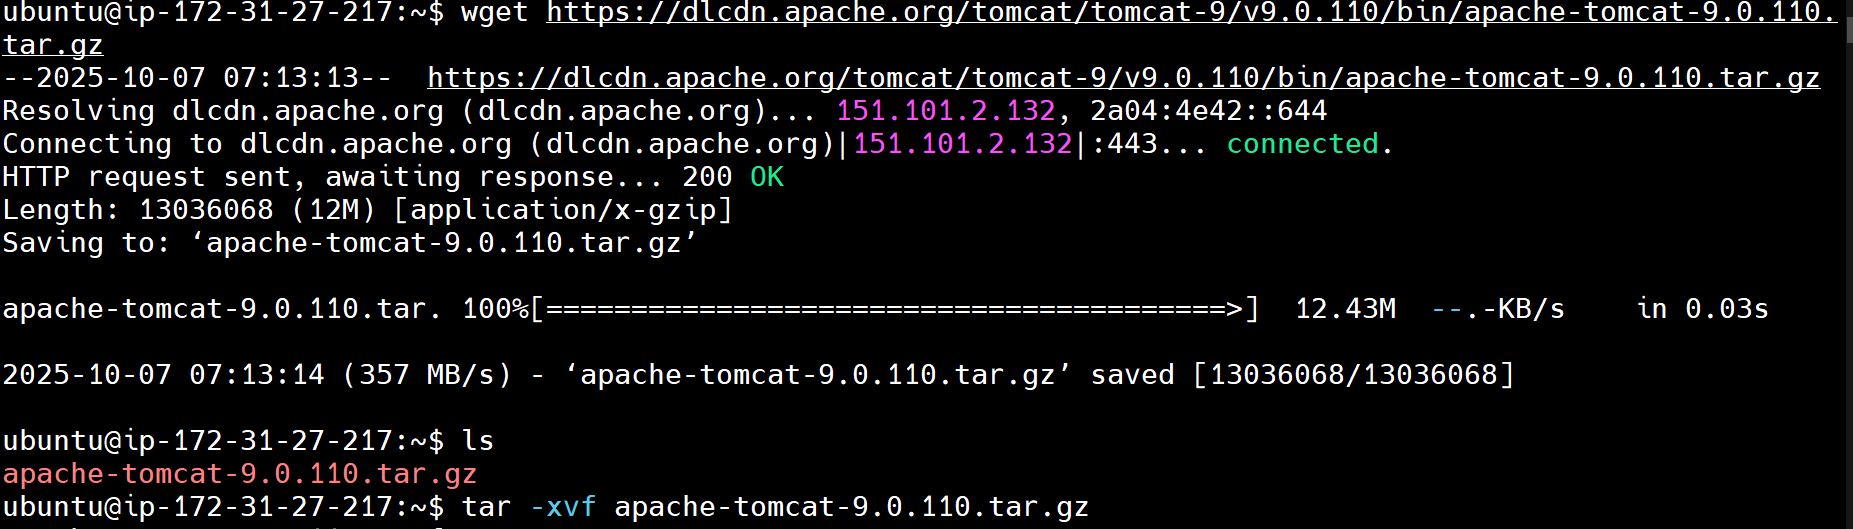 ubuntu@ip-172-31-27-217:~$ wget https://dlcdn.apache.org/tomcat/tomcat-9/v9.0.110/bin/apache-tomcat-9.0.110.
tar.gz
--2025-10-07 07:13:13--  https://dlcdn.apache.org/tomcat/tomcat-9/v9.0.110/bin/apache-tomcat-9.0.110.tar.gz
Resolving dlcdn.apache.org (dlcdn.apache.org)... 151.101.2.132, 2a04:4e42::644
Connecting to dlcdn.apache.org (dlcdn.apache.org)|151.101.2.132|:443... connected.
HTTP request sent, awaiting response... 200 OK
Length: 13036068 (12M) [application/x-gzip]
Saving to: ‘apache-tomcat-9.0.110.tar.gz’
apache-tomcat-9.0.110.tar. 100%[========================================>]  12.43M  --.-KB/s    in 0.03s
2025-10-07 07:13:14 (357 MB/s) - ‘apache-tomcat-9.0.110.tar.gz’ saved [13036068/13036068]
ubuntu@ip-172-31-27-217:~$ ls
apache-tomcat-9.0.110.tar.gz
ubuntu@ip-172-31-27-217:~$ tar -xvf apache-tomcat-9.0.110.tar.gz